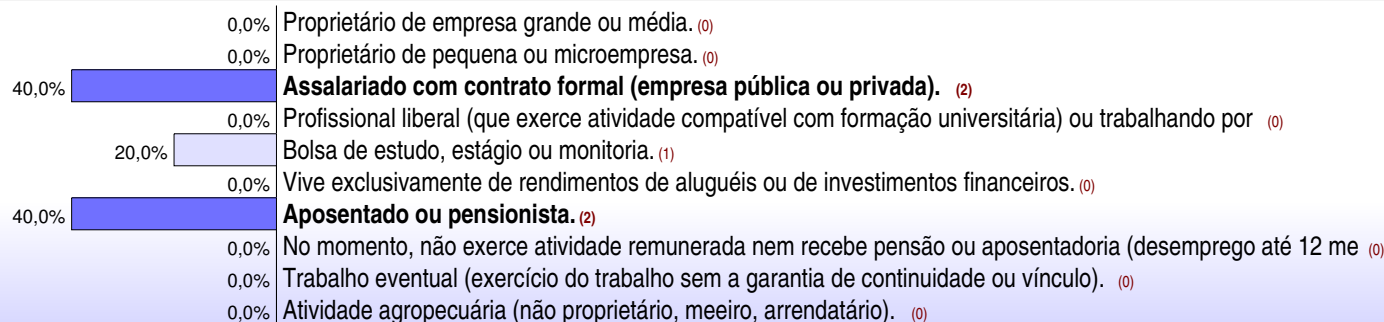 0,0% Proprietário de empresa grande ou média. (0)
0,0% Proprietário de pequena ou microempresa. (0)
40,0% Assalariado com contrato formal (empresa pública ou privada). (2)
0,0% Profissional liberal (que exerce atividade compatível com formação universitária) ou trabalhando por (0)
20,0% Bolsa de estudo, estágio ou monitoria. (1)
0,0% Vive exclusivamente de rendimentos de aluguéis ou de investimentos financeiros. (0)
40,0% Aposentado ou pensionista. (2)
0,0% No momento, não exerce atividade remunerada nem recebe pensão ou aposentadoria (desemprego até 12 me (0)
0,0% Trabalho eventual (exercício do trabalho sem a garantia de continuidade ou vínculo). (0)
0,0% Atividade agropecuária (não proprietário, meeiro, arrendatário). (0)